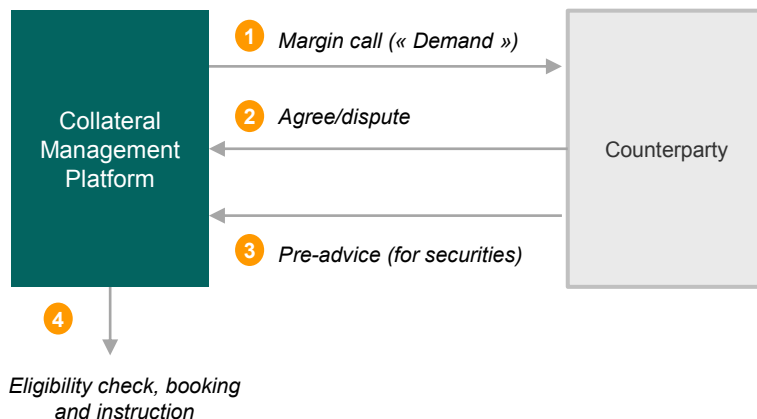 1 Margin call (« Demand »)
2 Agree/dispute
Collateral
Management
Platform
Counterparty
3 Pre-advice (for securities)
4
Eligibility check, booking
and instruction